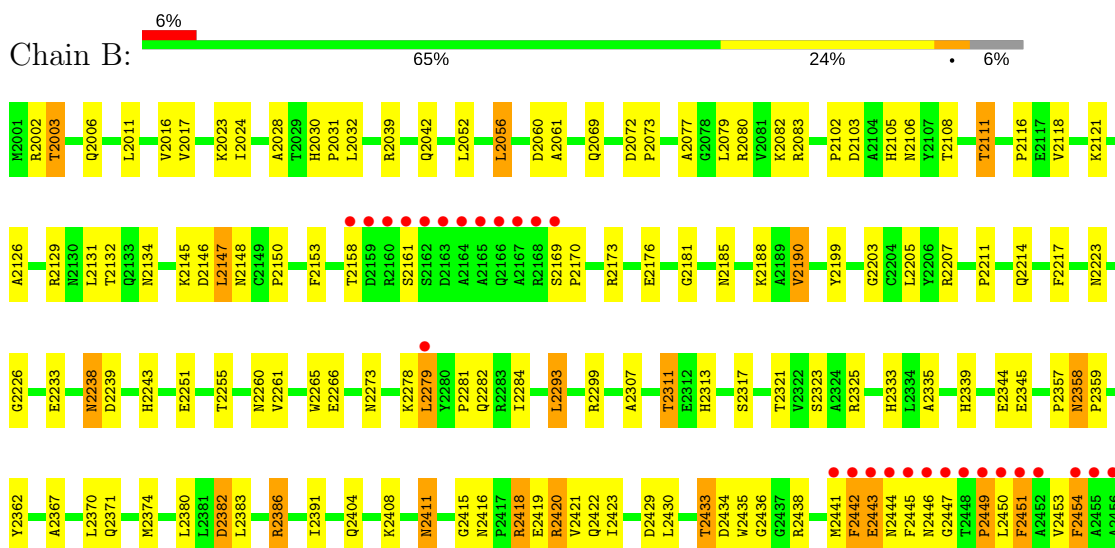 6%
Chain B:
65% 24% • 6%
M2001 R2002 T2003 Q2006 L2011 V2016 V2017 K2023 I2024 A2028 T2029 H2030 P2031 L2032 R2039 Q2042 L2052 L2056 D2060 A2061 Q2069 D2072 P2073 A2077 G2078 L2079 R2080 V2081 K2082 R2083 P2102 D2103 A2104 H2105 N2106 Y2107 T2108 T2111 P2116 E2117 V2118 K2121
A2126 R2129 N2130 L2131 T2132 Q2133 N2134 K2145 D2146 L2147 N2148 C2149 P2150 F2153 T2158 D2159 R2160 S2161 S2162 D2163 A2164 A2165 Q2166 A2167 R2168 S2169 P2170 R2173 E2176 G2181 N2185 K2188 A2189 V2190 Y2199 G2203 C2204 L2205 Y2206 R2207 P2211 Q2214 F2217 N2223
G2226 E2233 N2238 D2239 H2243 E2251 T2255 N2260 V2261 W2265 E2266 N2273 K2278 L2279 Y2280 P2281 Q2282 R2283 I2284 L2293 R2299 A2307 T2311 E2312 H2313 S2317 T2321 V2322 S2323 A2324 R2325 H2333 L2334 A2335 H2339 E2344 E2345 P2357 N2358 P2359
Y2362 A2367 L2370 Q2371 M2374 L2380 L2381 D2382 L2383 R2386 I2391 Q2404 K2408 N2411 G2415 N2416 P2417 R2418 E2419 R2420 V2421 Q2422 I2423 D2429 L2430 T2433 D2434 W2435 G2436 G2437 R2438 M2441 F2442 E2443 N2444 F2445 N2446 G2447 T2448 P2449 L2450 F2451 A2452 V2453 F2454 A2455